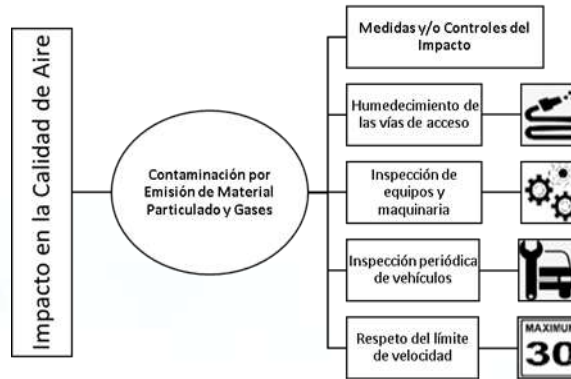 Impacto en la Calidad de Aire
Contaminación por
Emisión de Material
Particulado y Gases
Medidas y/o Controles del
Impacto
Humedecimiento de
las vías de acceso
Inspección de
equipos y
maquinaria
Inspección periódica
de vehículos
Respeto del límite
de velocidad
MAXIMUM
30